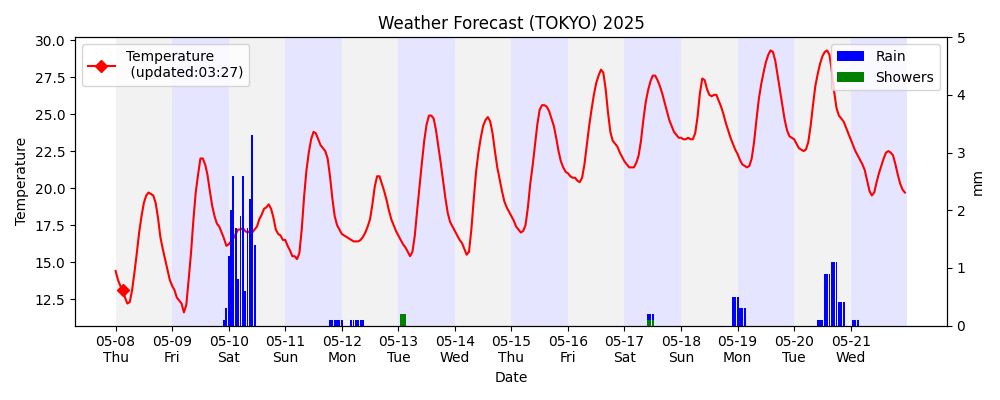 Weather Forecast (TOKYO) 2025
Temperature
(updated:03:27)
Rain
Showers
30.0
27.5
25.0
22.5
20.0
17.5
15.0
12.5
Temperature
5
4
3
2
1
0
mm
05-08 05-09 05-10 05-11 05-12 05-13 05-14 05-15 05-16 05-17 05-18 05-19 05-20 05-21
Thu Fri Sat Sun Mon Tue Wed Thu Fri Sat Sun Mon Tue Wed
Date